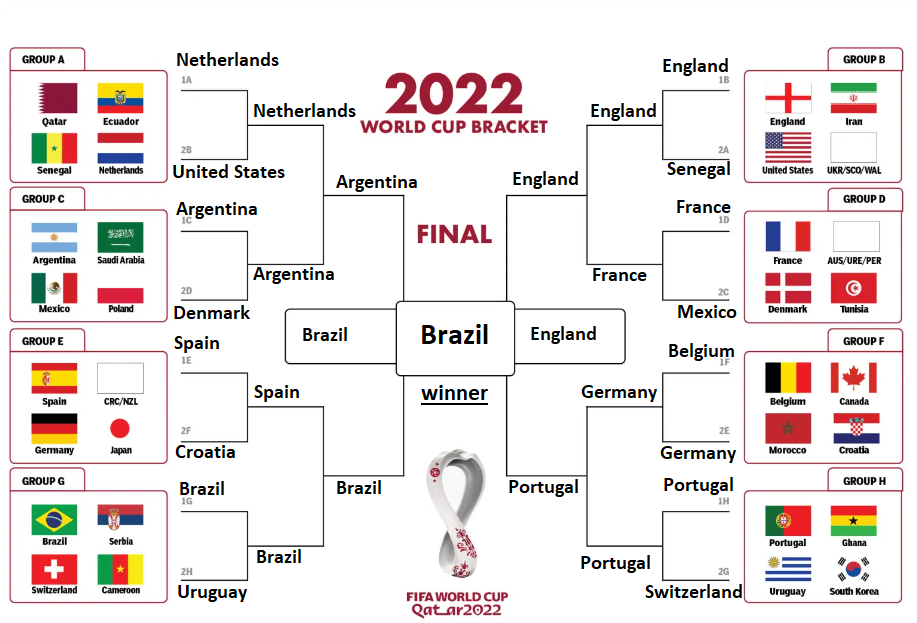 2022
WORLD CUP BRACKET
FINAL
GROUP A
Qatar
Ecuador
Senegal
Netherlands
GROUP C
Argentina
Saudi Arabia
Mexico
Poland
GROUP E
Spain
CRC/NZL
Germany
Japan
GROUP G
Brazil
Serbia
Switzerland
Cameroon
Netherlands
1A
Netherlands
2B
United States
Argentina
Argentina
1C
Argentina
2D
Denmark
Spain
1E
Spain
2F
Croatia
Brazil
Brazil
1G
Brazil
2H
Uruguay
Brazil
Brazil
England
winner
England
1B
England
2A
Senegal
England
France
1D
France
2C
Mexico
Belgium
1F
Germany
2E
Germany
Portugal
Portugal
1H
Portugal
2G
Switzerland
GROUP B
England
Iran
United States
UKR/SCO/WAL
GROUP D
France
AUS/URE/PER
Denmark
Tunisia
GROUP F
Belgium
Canada
Morocco
Croatia
GROUP H
Portugal
Ghana
Uruguay
South Korea
FIFA WORLD CUP
Qatar2022